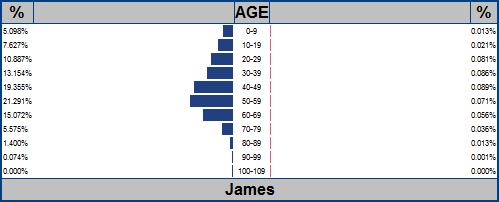 % AGE %
5.098% 0-9 0.013%
7.627% 10-19 0.021%
10.887% 20-29 0.081%
13.154% 30-39 0.086%
19.355% 40-49 0.089%
21.291% 50-59 0.071%
15.072% 60-69 0.056%
5.575% 70-79 0.036%
1.400% 80-89 0.013%
0.074% 90-99 0.001%
0.000% 100-109 0.000%
James